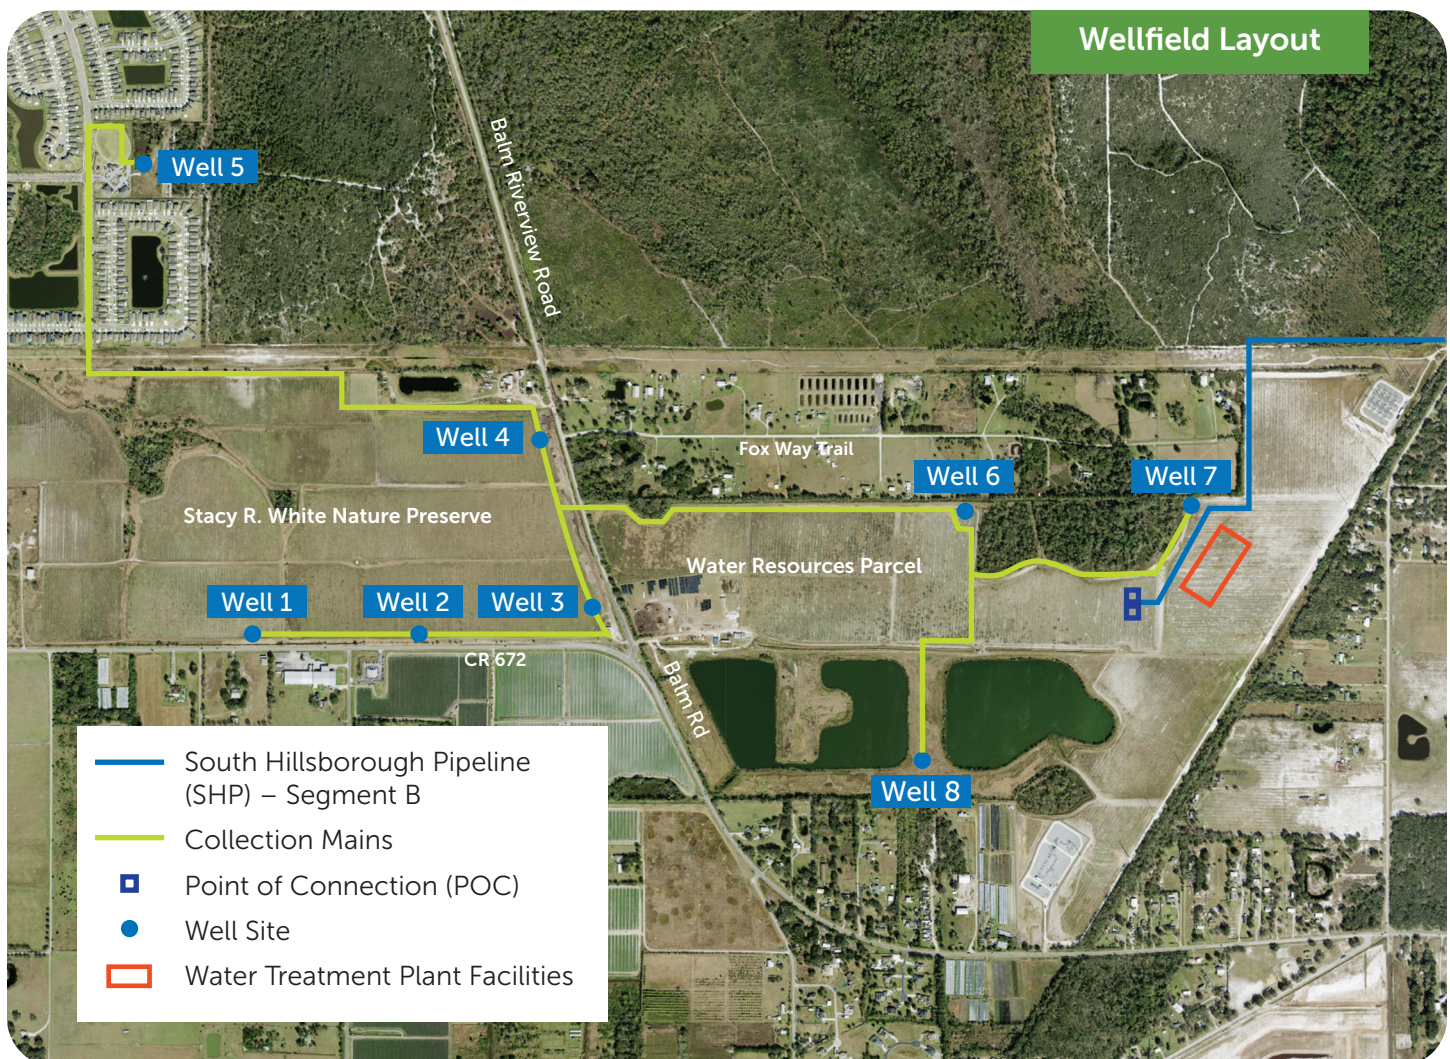 Wellfield Layout
Well 5
Balm Riverview Road
Well 4
Fox Way Trail
Well 6
Well 7
Stacy R. White Nature Preserve
Water Resources Parcel
Well 1
Well 2
Well 3
CR 672
Balm Rd
Well 8
South Hillsborough Pipeline
(SHP) – Segment B
Collection Mains
Point of Connection (POC)
Well Site
Water Treatment Plant Facilities